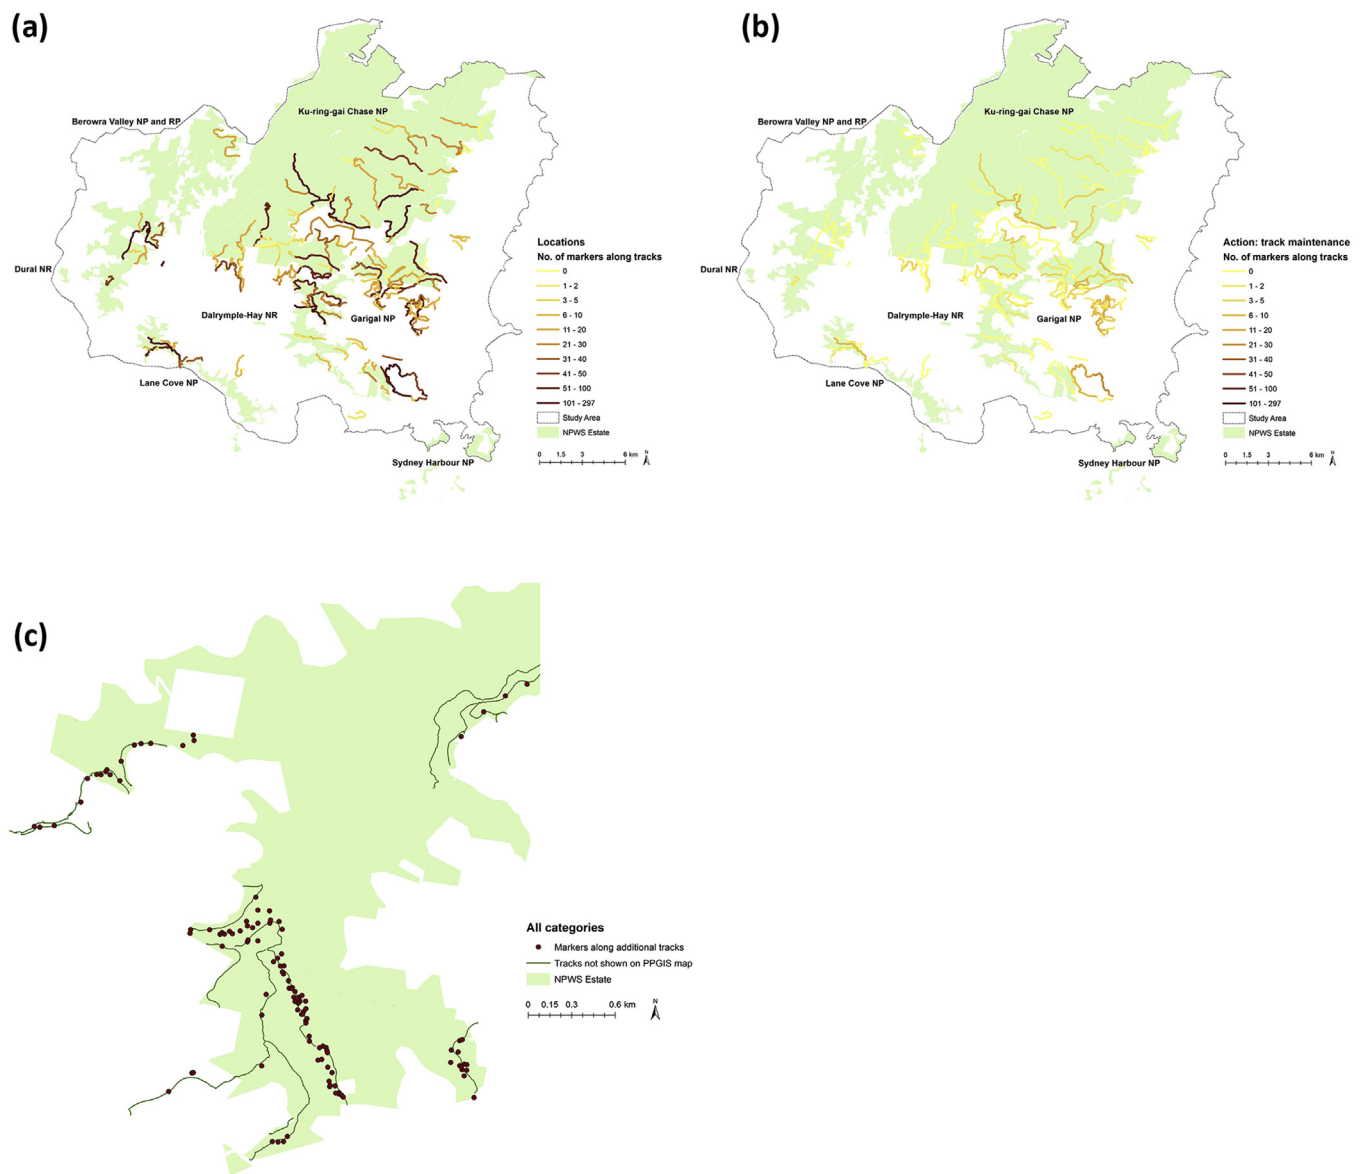 (a)
Ku-ring-gai Chase NP
Berowra Valley NP and RP
Dural NR
Dalrymple-Hay NR
Garigal NP
Lane Cove NP
Sydney Harbour NP
Locations
No. of markers along tracks
0
1 - 2
3 - 5
6 - 10
11 - 20
21 - 30
31 - 40
41 - 50
51 - 100
101 - 297
Study Area
NPWS Estate
0 1.5 3 6 km
N
(b)
Ku-ring-gai Chase NP
Berowra Valley NP and RP
Dural NR
Dalrymple-Hay NR
Garigal NP
Lane Cove NP
Sydney Harbour NP
Action: track maintenance
No. of markers along tracks
0
1 - 2
3 - 5
6 - 10
11 - 20
21 - 30
31 - 40
41 - 50
51 - 100
101 - 297
Study Area
NPWS Estate
0 1.5 3 6 km
N
(c)
All categories
Markers along additional tracks
Tracks not shown on PPGIS map
NPWS Estate
0 0.15 0.3 0.6 km
N